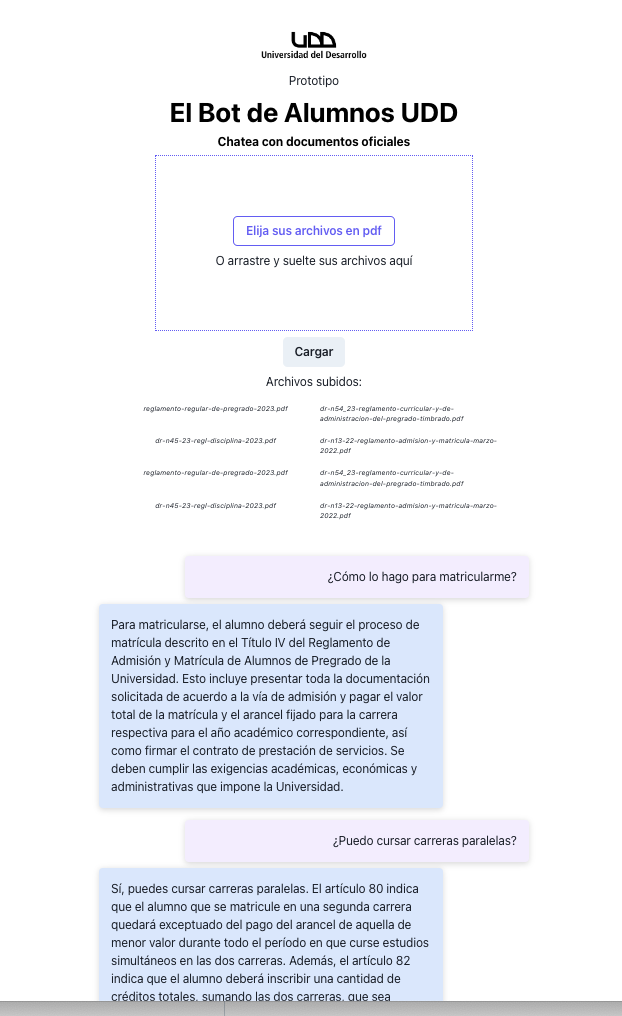 UDD
Universidad del Desarrollo
Prototipo
El Bot de Alumnos UDD
Chatea con documentos oficiales
Elija sus archivos en pdf
O arrastre y suelte sus archivos aquí
Cargar
Archivos subidos:
reglamento-regular-de-pregrado-2023.pdf
dr-n54_23-reglamento-curricular-y-de-
administracion-del-pregrado-timbrado.pdf
dr-n45-23-regl-disciplina-2023.pdf
dr-n13-22-reglamento-admision-y-matricula-marzo-
2022.pdf
reglamento-regular-de-pregrado-2023.pdf
dr-n54_23-reglamento-curricular-y-de-
administracion-del-pregrado-timbrado.pdf
dr-n45-23-regl-disciplina-2023.pdf
dr-n13-22-reglamento-admision-y-matricula-marzo-
2022.pdf
¿Cómo lo hago para matricularme?
Para matricularse, el alumno deberá seguir el proceso de
matrícula descrito en el Título IV del Reglamento de
Admisión y Matrícula de Alumnos de Pregrado de la
Universidad. Esto incluye presentar toda la documentación
solicitada de acuerdo a la vía de admisión y pagar el valor
total de la matrícula y el arancel fijado para la carrera
respectiva para el año académico correspondiente, así
como firmar el contrato de prestación de servicios. Se
deben cumplir las exigencias académicas, económicas y
administrativas que impone la Universidad.
¿Puedo cursar carreras paralelas?
Sí, puedes cursar carreras paralelas. El artículo 80 indica
que el alumno que se matricule en una segunda carrera
quedará exceptuado del pago del arancel de aquella de
menor valor durante todo el período en que curse estudios
simultáneos en las dos carreras. Además, el artículo 82
indica que el alumno deberá inscribir una cantidad de
créditos totales, sumando las dos carreras, que sea